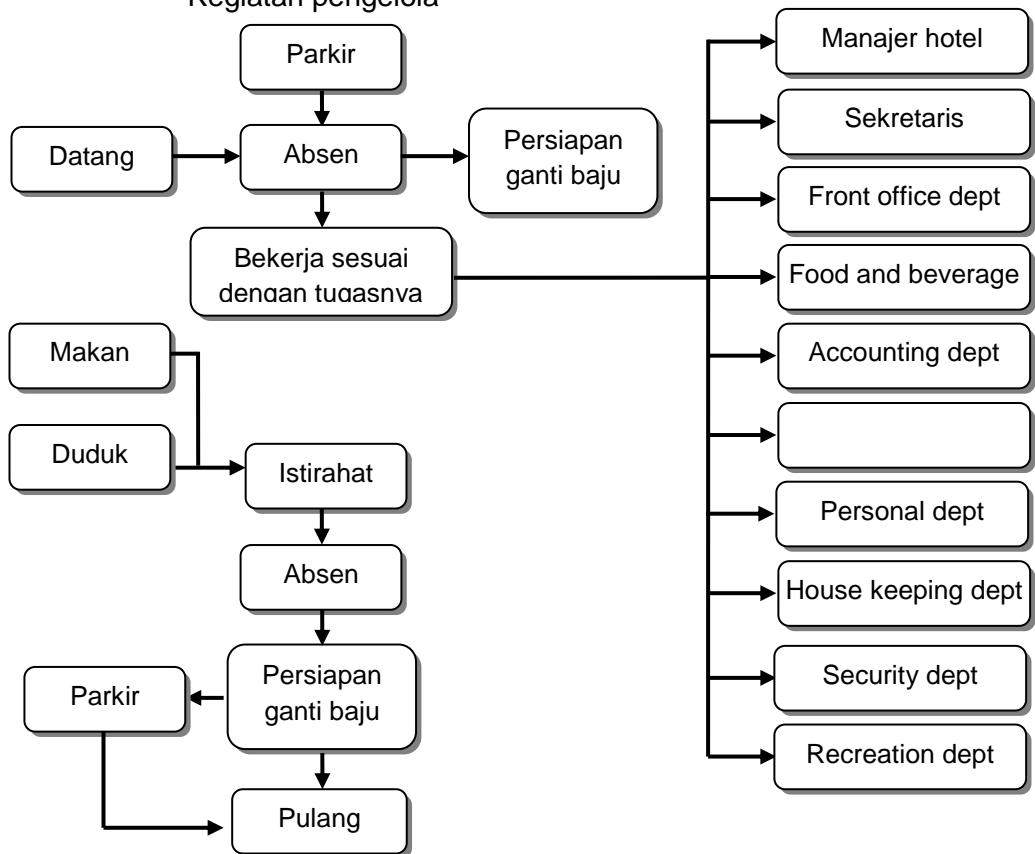 Kegiatan pengelola
Parkir
Datang
Absen
Persiapan
ganti baju
Bekerja sesuai
dengan tugasnya
Manajer hotel
Sekretaris
Front office dept
Food and beverage
Accounting dept
Personal dept
House keeping dept
Security dept
Recreation dept
Makan
Duduk
Istirahat
Absen
Persiapan
ganti baju
Parkir
Pulang